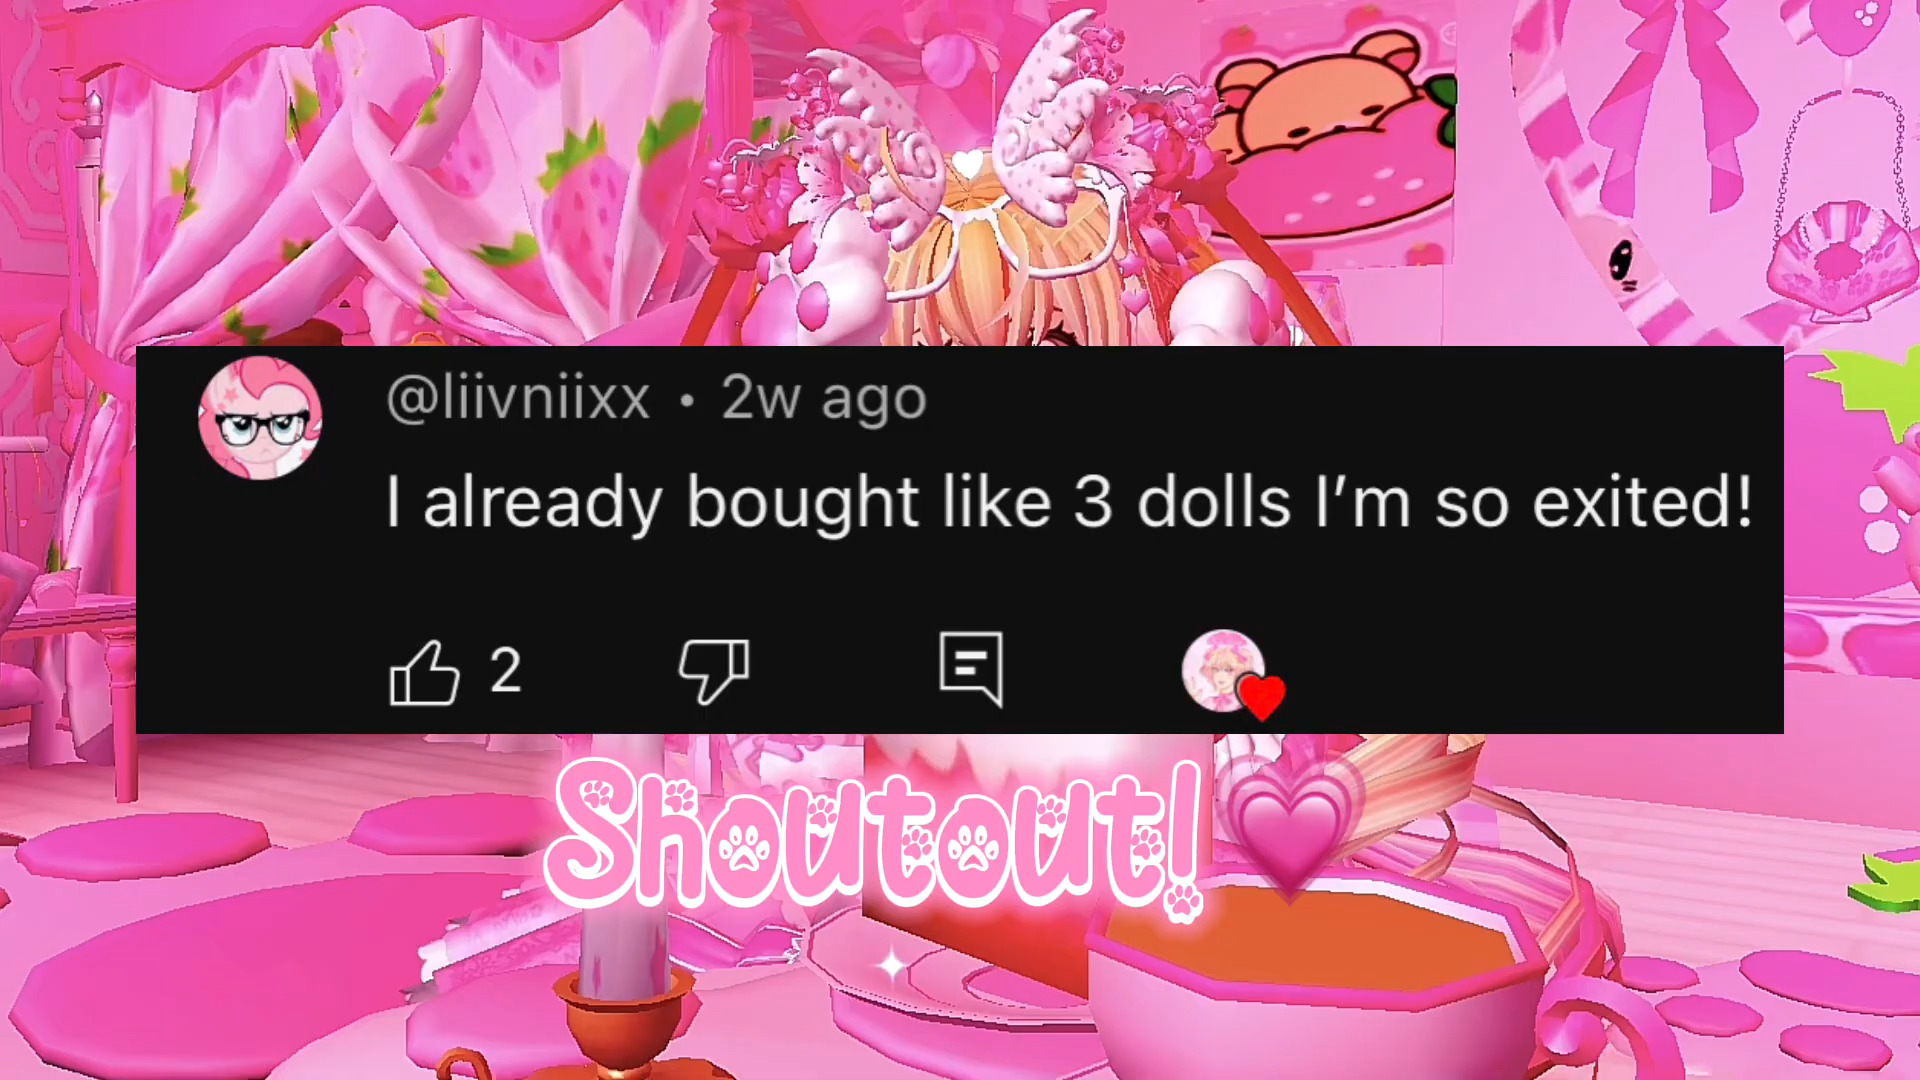 @liivniixx • 2w ago
I already bought like 3 dolls I’m so exited!
2
Shoutout!